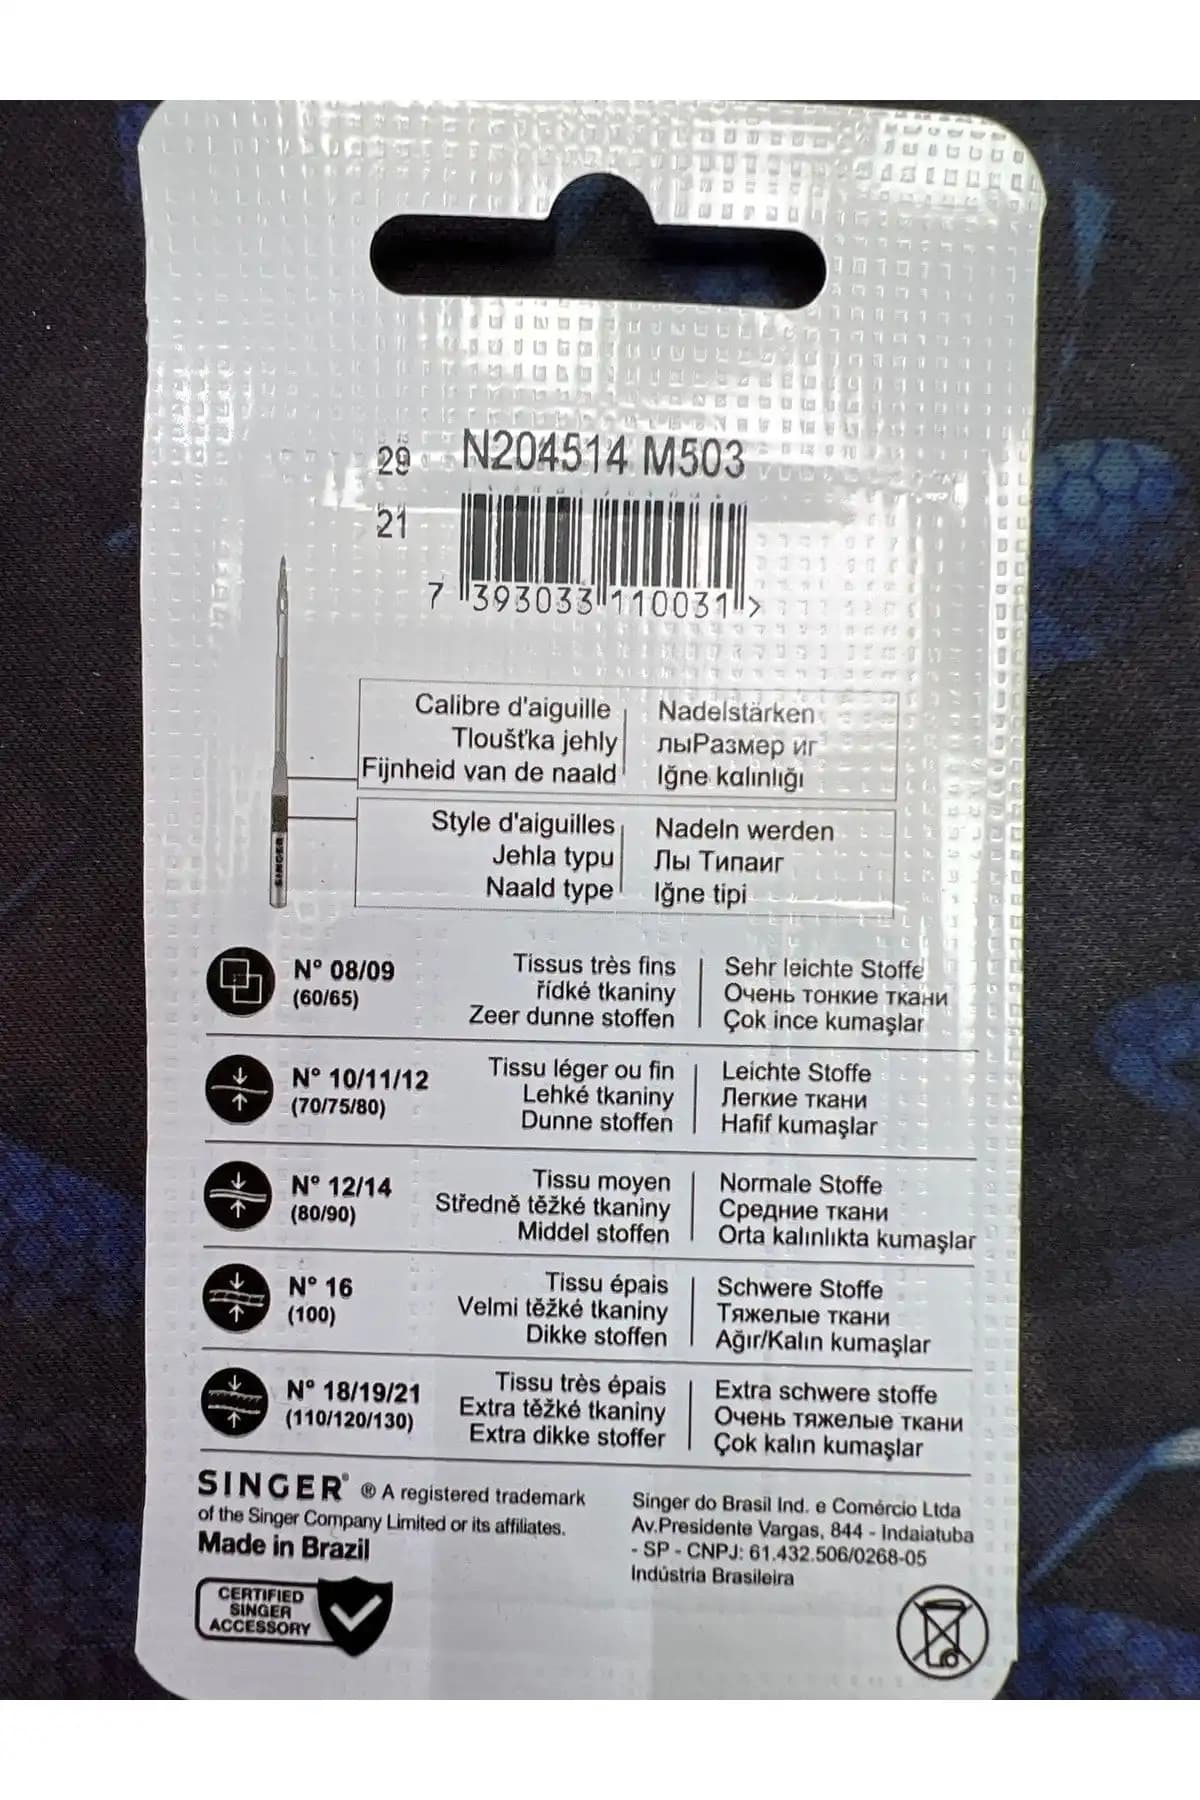 29
N204514 M503
21
7 393033 110031 >
Calibre d'aiguille
Tloušťka jehly
Fijnheid van de naald
Nadelstärken
лыРазмер иг
Iğne kalınlığı
Style d'aiguilles
Jehla typu
Naald type
Nadeln werden
Лы Типаиг
Iğne tipi
SINGER
N° 08/09
(60/65)
Tissus très fins
řídké tkaniny
Zeer dunne stoffen
Sehr leichte Stoffe
Очень тонкие ткани
Çok ince kumaşlar
N° 10/11/12
(70/75/80)
Tissu léger ou fin
Lehké tkaniny
Dunne stoffen
Leichte Stoffe
Легкие ткани
Hafif kumaşlar
N° 12/14
(80/90)
Tissu moyen
Středně těžké tkaniny
Middel stoffen
Normale Stoffe
Средние ткани
Orta kalınlıkta kumaşlar
N° 16
(100)
Tissu épais
Velmi těžké tkaniny
Dikke stoffen
Schwere Stoffe
Тяжелые ткани
Ağır/Kalın kumaşlar
N° 18/19/21
(110/120/130)
Tissu très épais
Extra těžké tkaniny
Extra dikke stoffer
Extra schwere stoffe
Очень тяжелые ткани
Çok kalın kumaşlar
SINGER® ® A registered trademark
of the Singer Company Limited or its affiliates.
Made in Brazil
CERTIFIED
SINGER
ACCESSORY
Singer do Brasil Ind. e Comércio Ltda
Av.Presidente Vargas, 844 - Indaiatuba
- SP - CNPJ: 61.432.506/0268-05
Indústria Brasileira